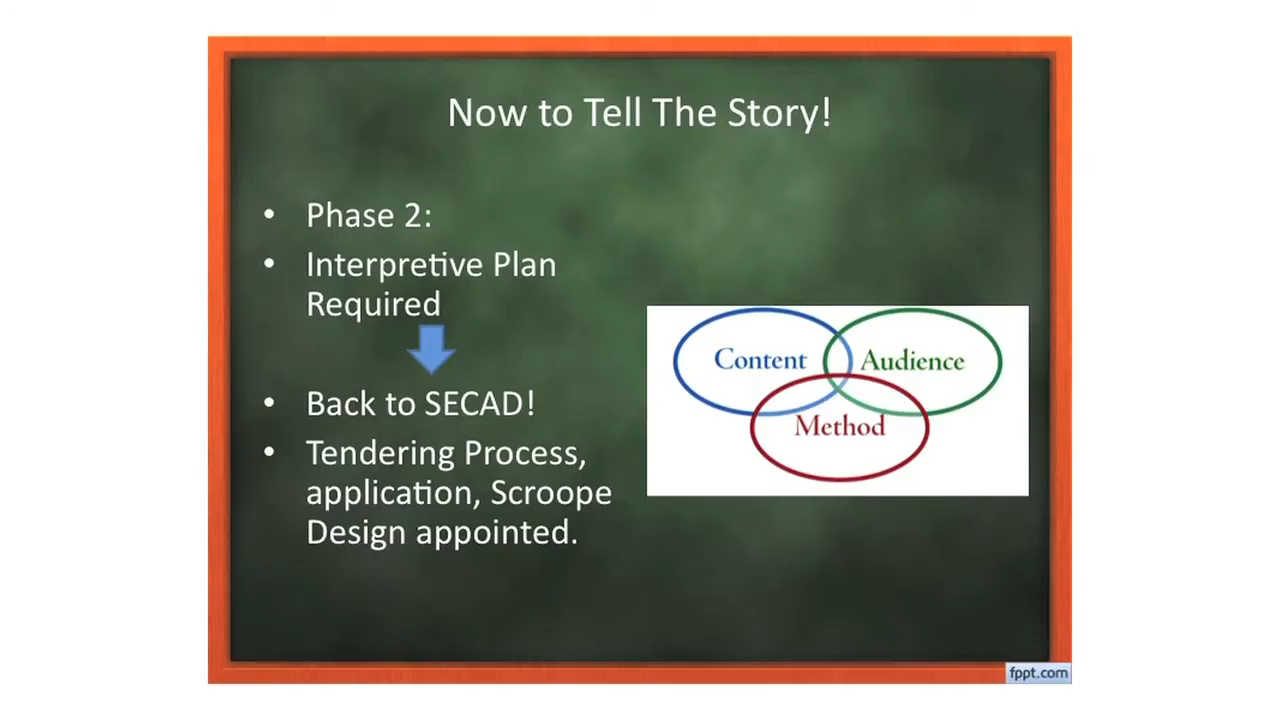 Now to Tell The Story!
• Phase 2:
• Interpretive Plan
Required
• Back to SECAD!
• Tendering Process,
application, Scroope
Design appointed.
Content
Audience
Method
fppt.com